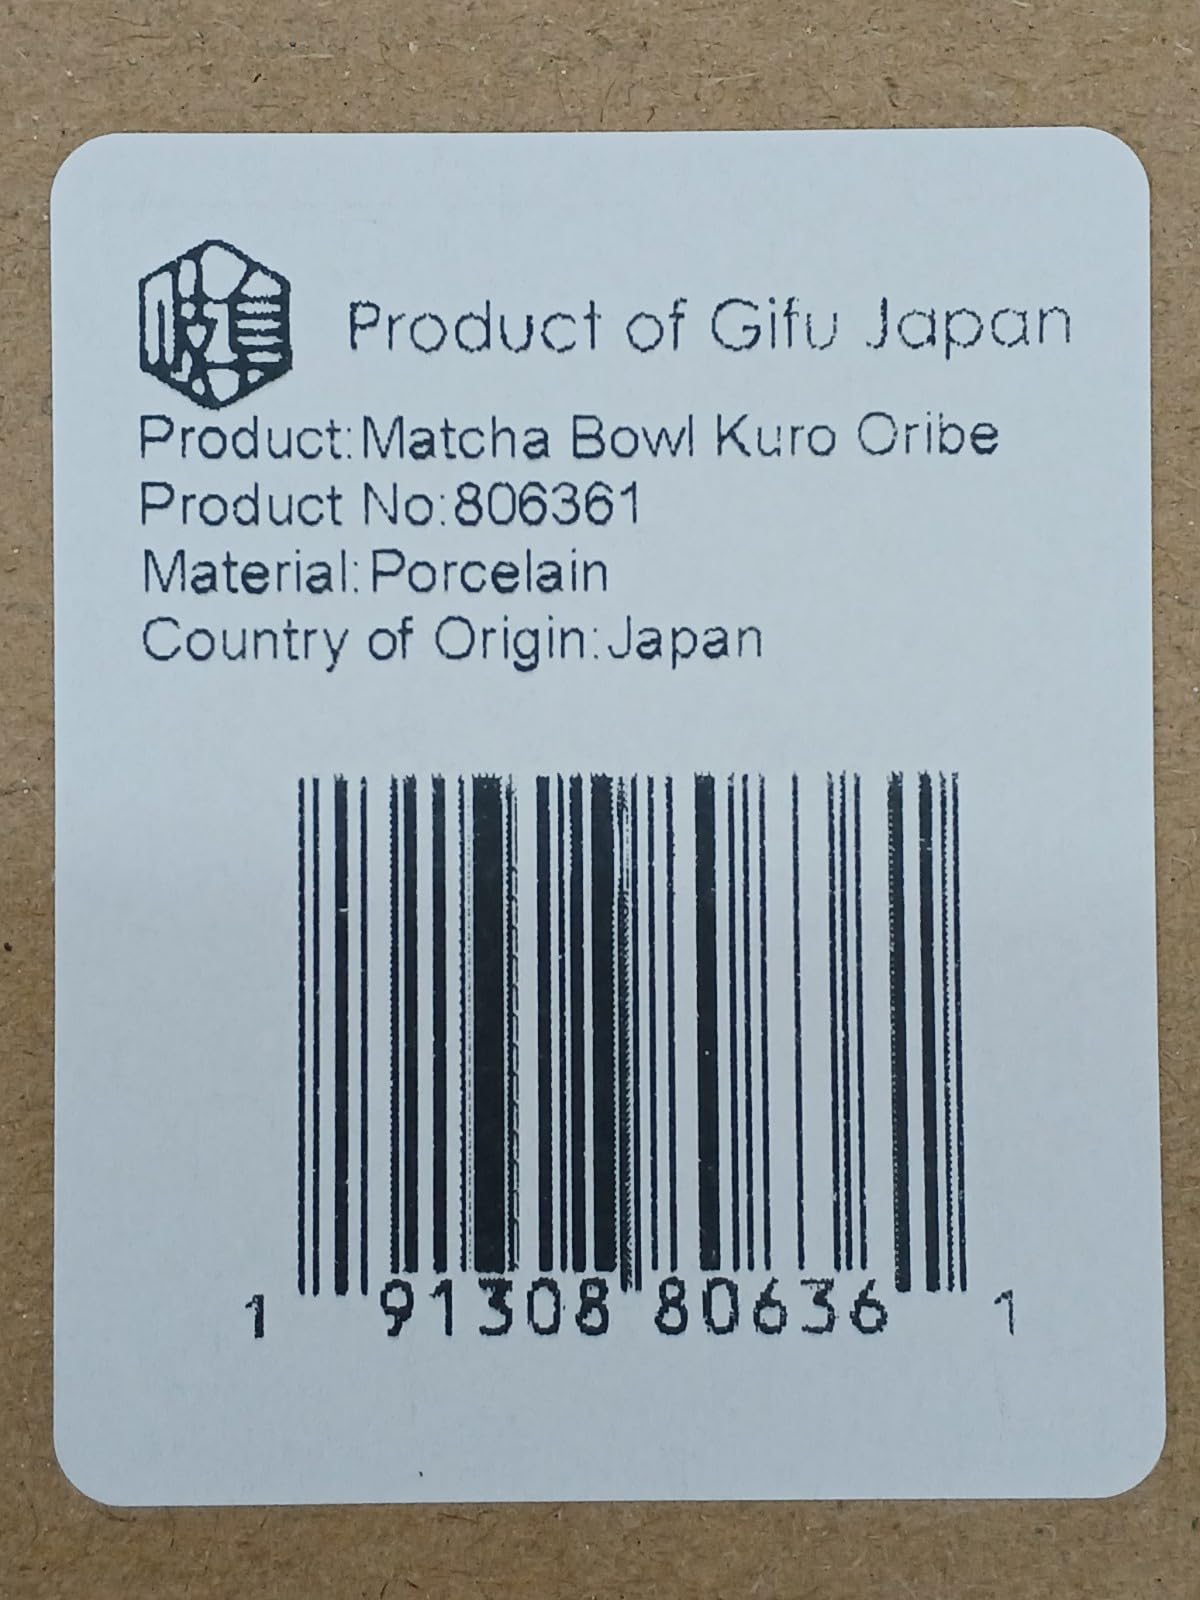 Product of Gifu Japan
Product:Matcha Bowl Kuro Oribe
Product No:806361
Material:Porcelain
Country of Origin:Japan
1 91308 80636 1